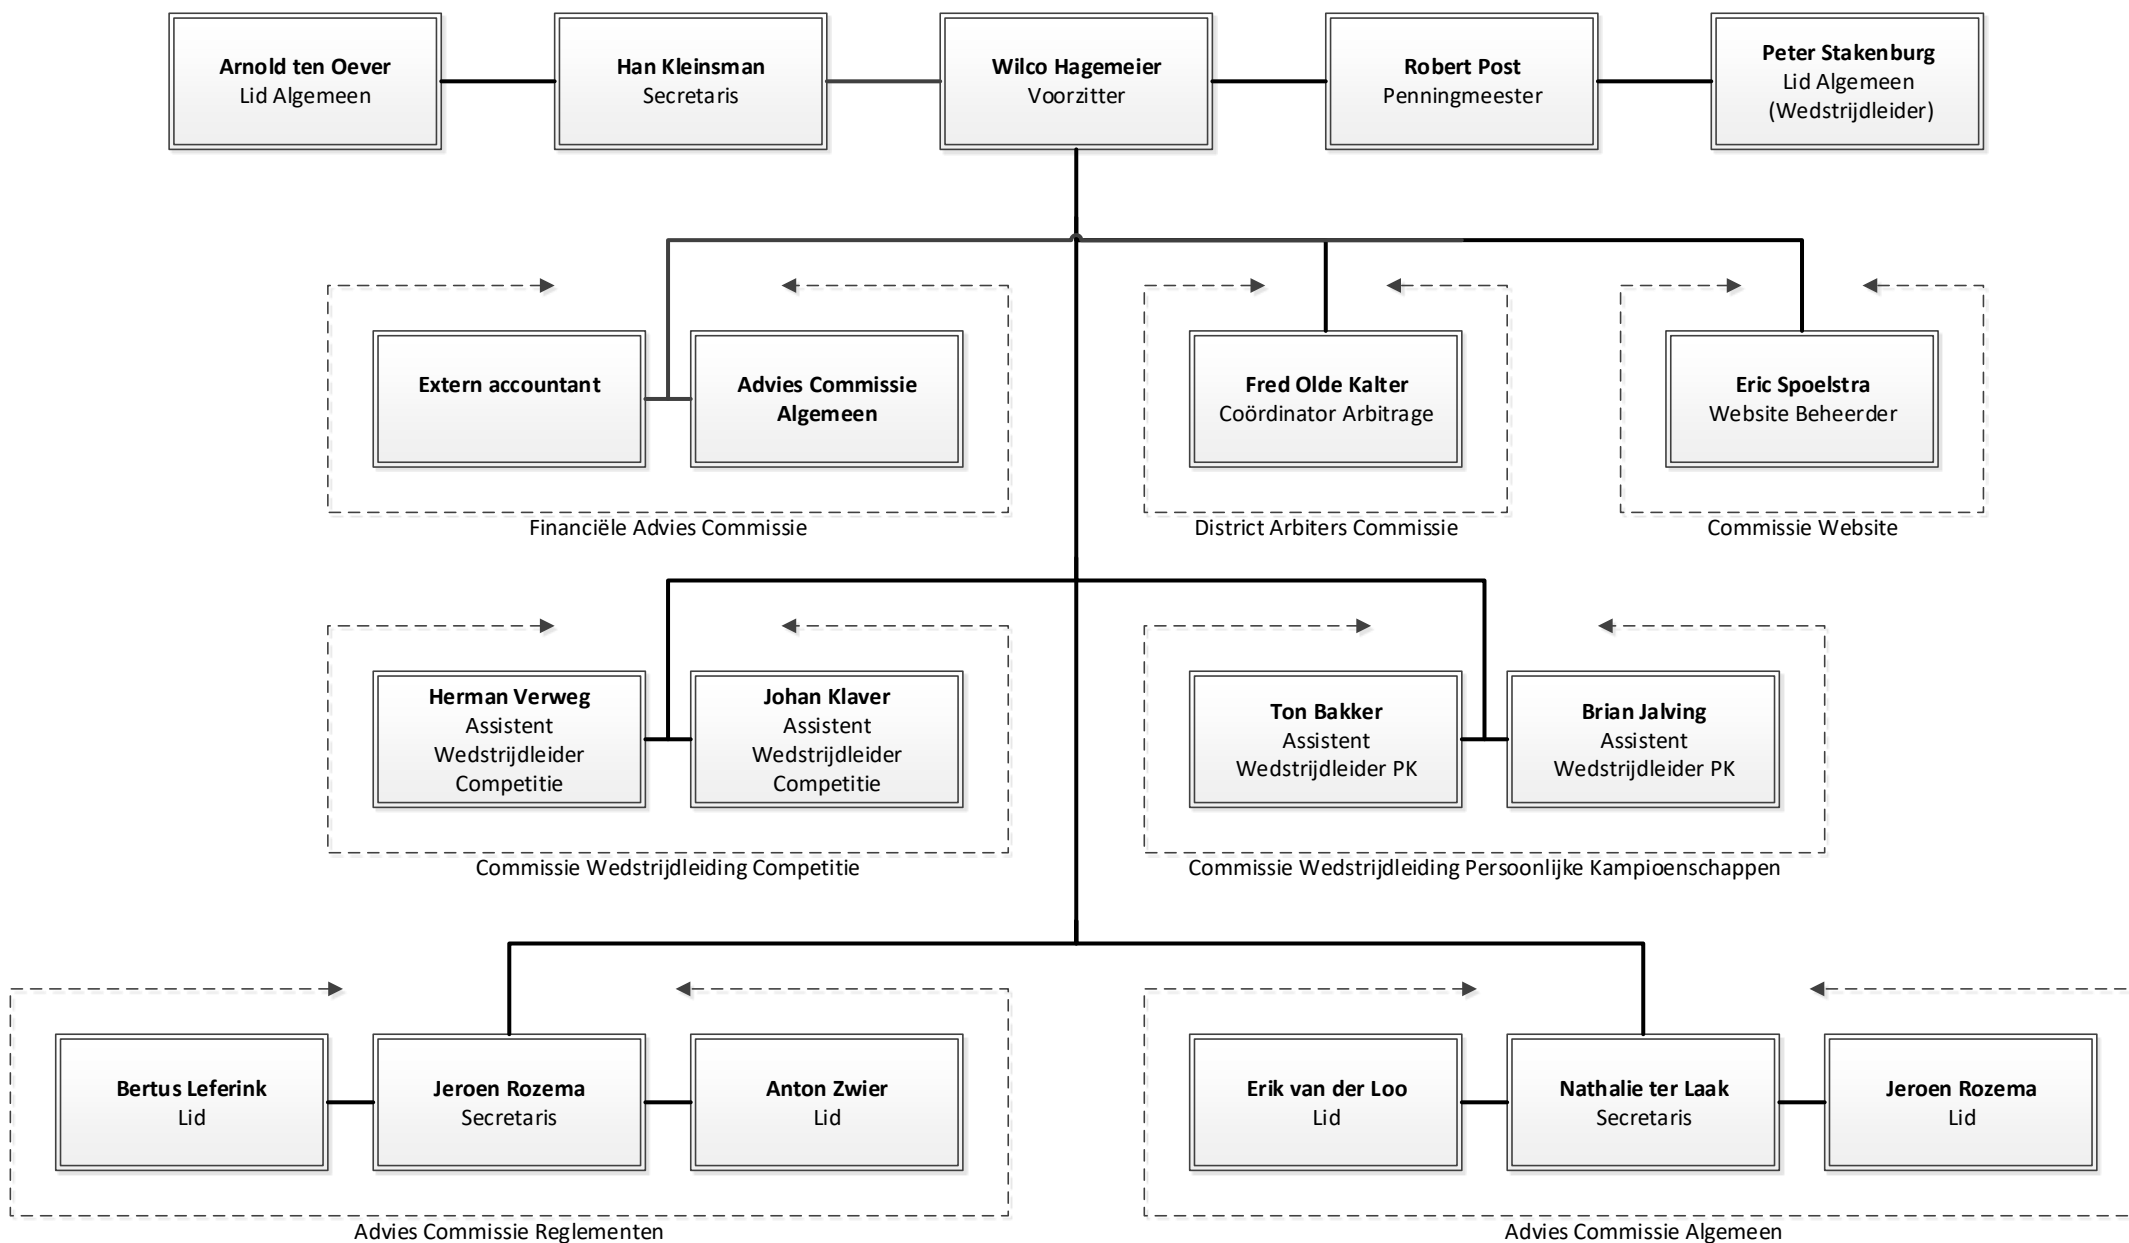 Arnold ten Oever
Lid Algemeen
Han Kleinsman
Secretaris
Wilco Hagemeier
Voorzitter
Robert Post
Penningmeester
Peter Stakenburg
Lid Algemeen
(Wedstrijdleider)
Extern accountant
Advies Commissie
Algemeen
Financiële Advies Commissie
Fred Olde Kalter
Coördinator Arbitrage
District Arbiters Commissie
Eric Spoelstra
Website Beheerder
Commissie Website
Herman Verweg
Assistent
Wedstrijdleider
Competitie
Johan Klaver
Assistent
Wedstrijdleider
Competitie
Commissie Wedstrijdleiding Competitie
Ton Bakker
Assistent
Wedstrijdleider PK
Brian Jalving
Assistent
Wedstrijdleider PK
Commissie Wedstrijdleiding Persoonlijke Kampioenschappen
Bertus Leferink
Lid
Jeroen Rozema
Secretaris
Anton Zwier
Lid
Advies Commissie Reglementen
Erik van der Loo
Lid
Nathalie ter Laak
Secretaris
Jeroen Rozema
Lid
Advies Commissie Algemeen